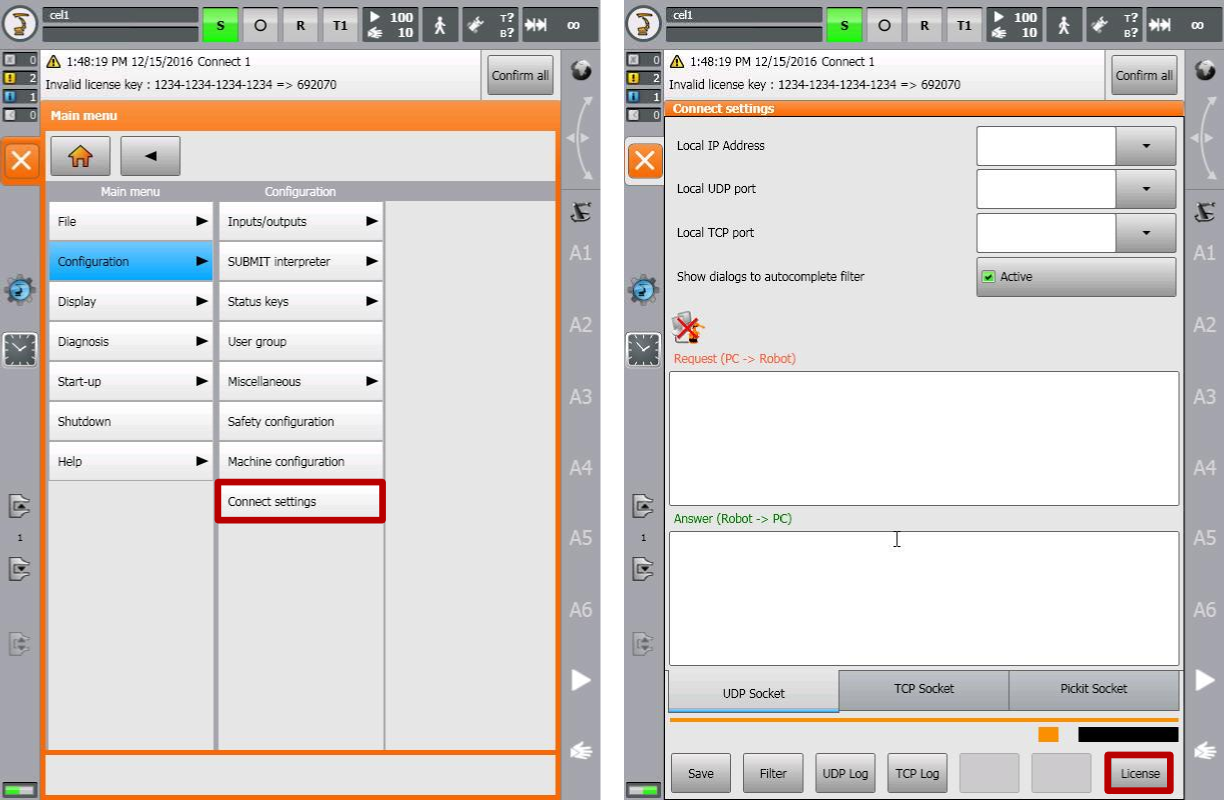 cel1
S O R T1 100 10 T? B? ∞
0 1:48:19 PM 12/15/2016 Connect 1
2 Invalid license key : 1234-1234-1234-1234 => 692070
Confirm all
1
0 Main menu
Main menu Configuration
File Inputs/outputs
Configuration SUBMIT interpreter
Display Status keys
Diagnosis User group
Start-up Miscellaneous
Shutdown Safety configuration
Help Machine configuration
Connect settings
1
A1
A2
A3
A4
A5
A6
cel1
S O R T1 100 10 T? B? ∞
0 1:48:19 PM 12/15/2016 Connect 1
2 Invalid license key : 1234-1234-1234-1234 => 692070
Confirm all
1
0 Connect settings
Local IP Address
Local UDP port
Local TCP port
Show dialogs to autocomplete filter Active
Request (PC -> Robot)
Answer (Robot -> PC)
1
UDP Socket TCP Socket Pickit Socket
Save Filter UDP Log TCP Log License
A1
A2
A3
A4
A5
A6